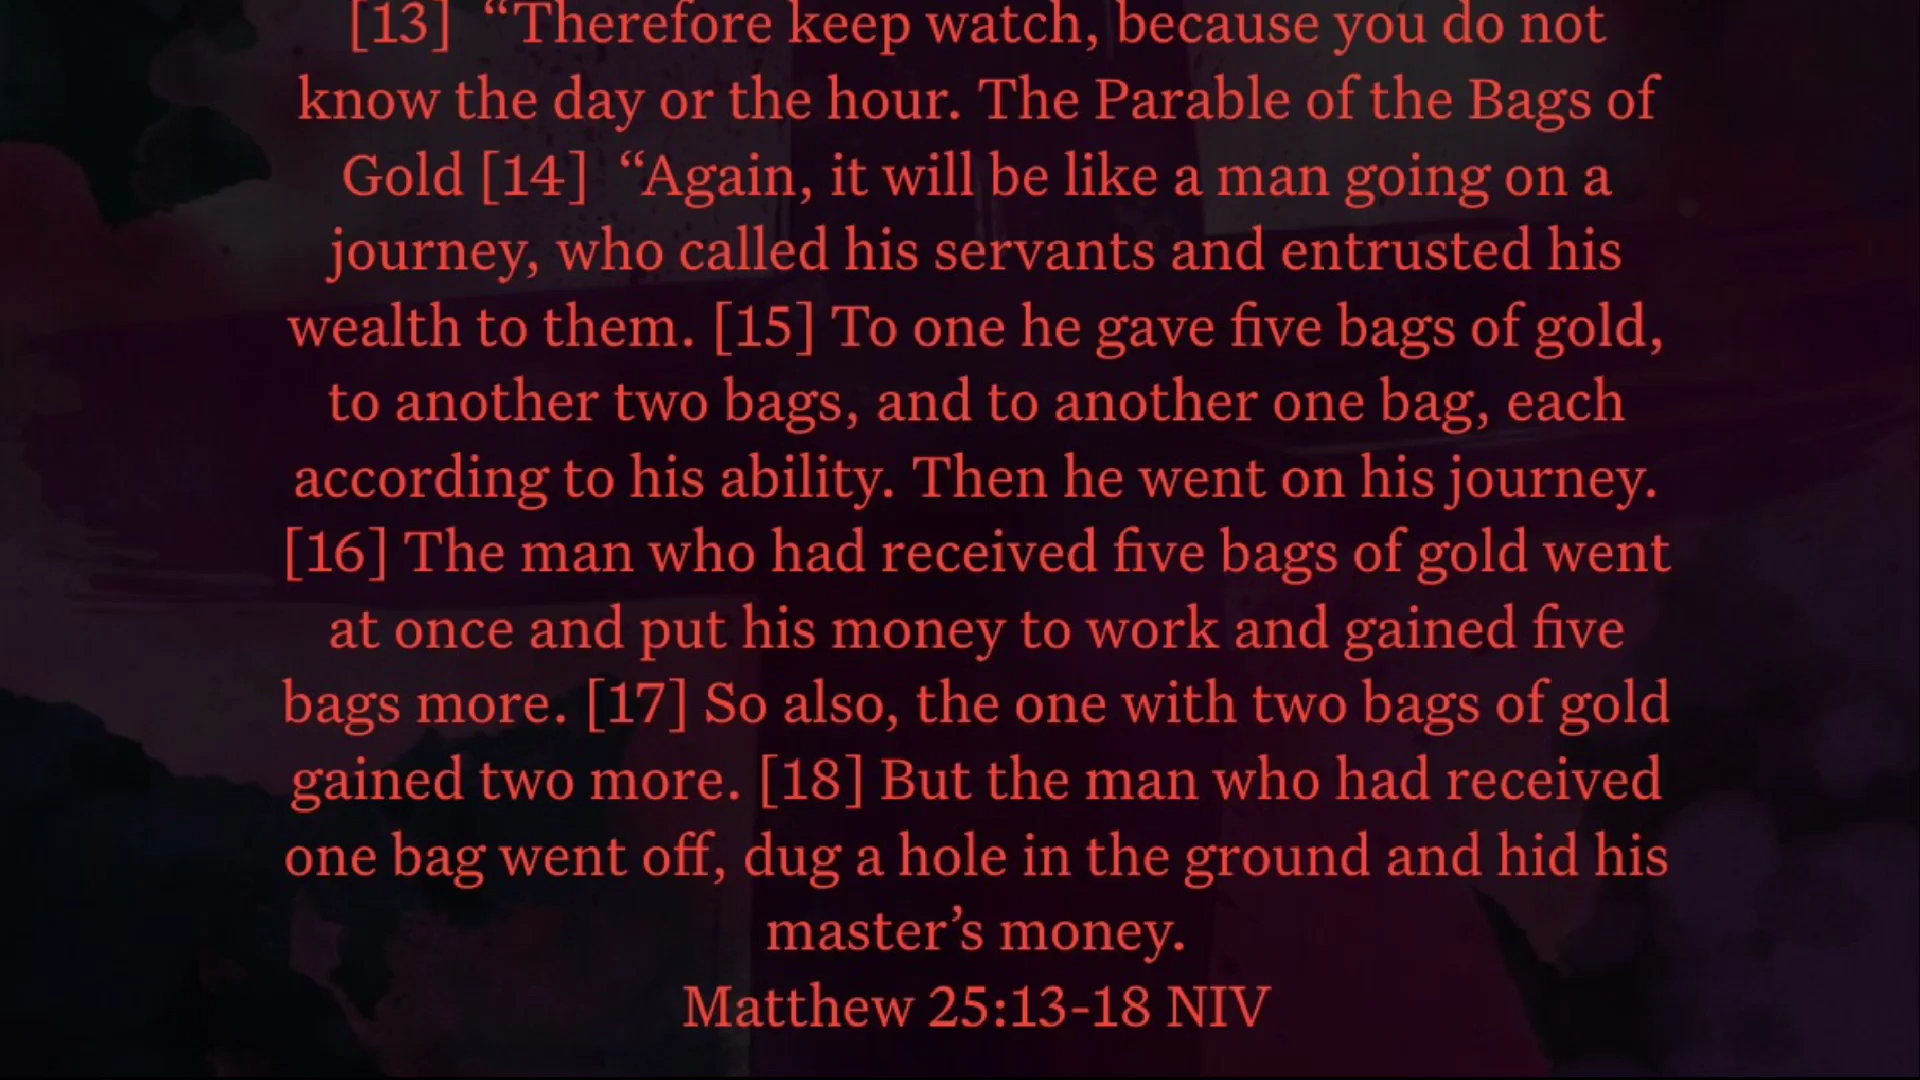 [13] “Therefore keep watch, because you do not
know the day or the hour. The Parable of the Bags of
Gold [14] “Again, it will be like a man going on a
journey, who called his servants and entrusted his
wealth to them. [15] To one he gave five bags of gold,
to another two bags, and to another one bag, each
according to his ability. Then he went on his journey.
[16] The man who had received five bags of gold went
at once and put his money to work and gained five
bags more. [17] So also, the one with two bags of gold
gained two more. [18] But the man who had received
one bag went off, dug a hole in the ground and hid his
master’s money.
Matthew 25:13-18 NIV